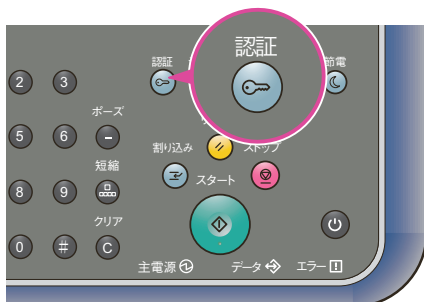 認証
認証
節電
2 3
ポーズ
5 6 -
割り込み
ストップ
短縮
スタート
8 9
クリア
0 # C
主電源
データ
エラー